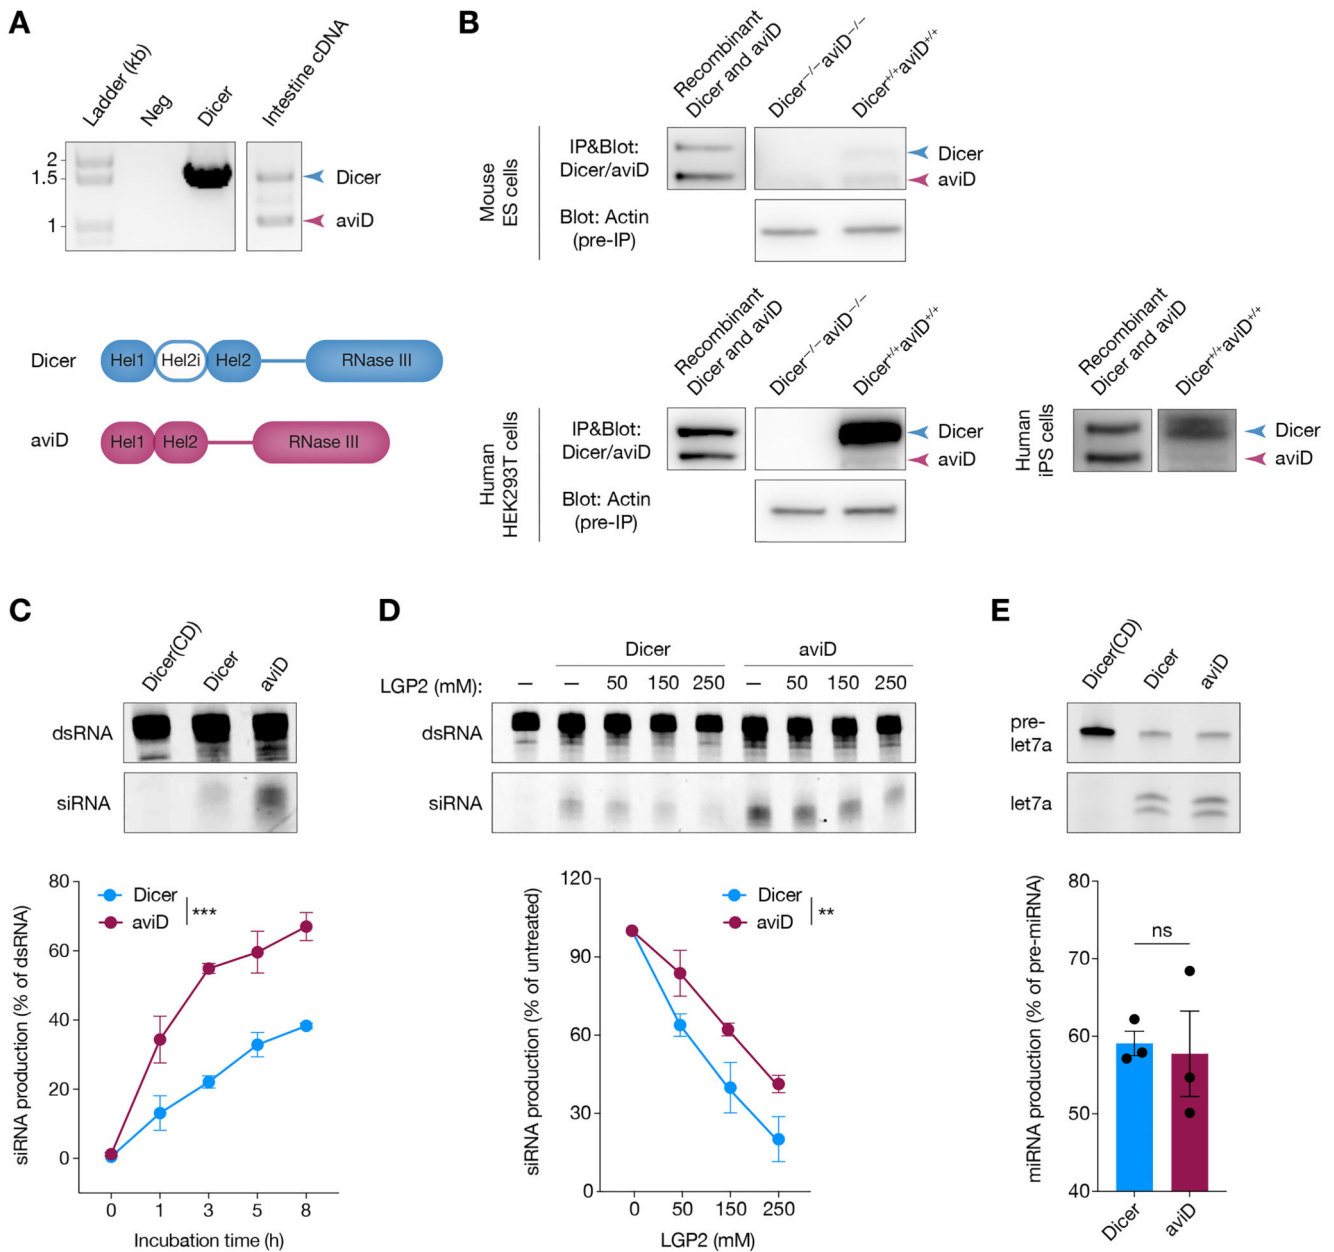 A
Ladder (kb)
Neg
Dicer
Intestine cDNA
2
1.5
1
Dicer
aviD
Dicer
Hel1
Hel2i
Hel2
RNase III
aviD
Hel1
Hel2
RNase III
B
Recombinant
Dicer and aviD
Dicer−/−aviD−/−
Dicer+/+aviD+/+
Mouse
ES cells
IP&Blot:
Dicer/aviD
Dicer
aviD
Blot: Actin
(pre-IP)
Recombinant
Dicer and aviD
Dicer−/−aviD−/−
Dicer+/+aviD+/+
Human
HEK293T cells
IP&Blot:
Dicer/aviD
Dicer
aviD
Blot: Actin
(pre-IP)
Recombinant
Dicer and aviD
Dicer+/+aviD+/+
Human
iPS cells
Dicer
aviD
C
Dicer(CD)
Dicer
aviD
dsRNA
siRNA
80
60
40
20
0
siRNA production (% of dsRNA)
Dicer
aviD
***
0 1 3 5 8
Incubation time (h)
D
Dicer
aviD
LGP2 (mM): — — 50 150 250 — 50 150 250
dsRNA
siRNA
120
90
60
30
0
siRNA production (% of untreated)
Dicer
aviD
**
0 50 150 250
LGP2 (mM)
E
Dicer(CD)
Dicer
aviD
pre-
let7a
let7a
80
70
60
50
40
miRNA production (% of pre-miRNA)
ns
Dicer
aviD